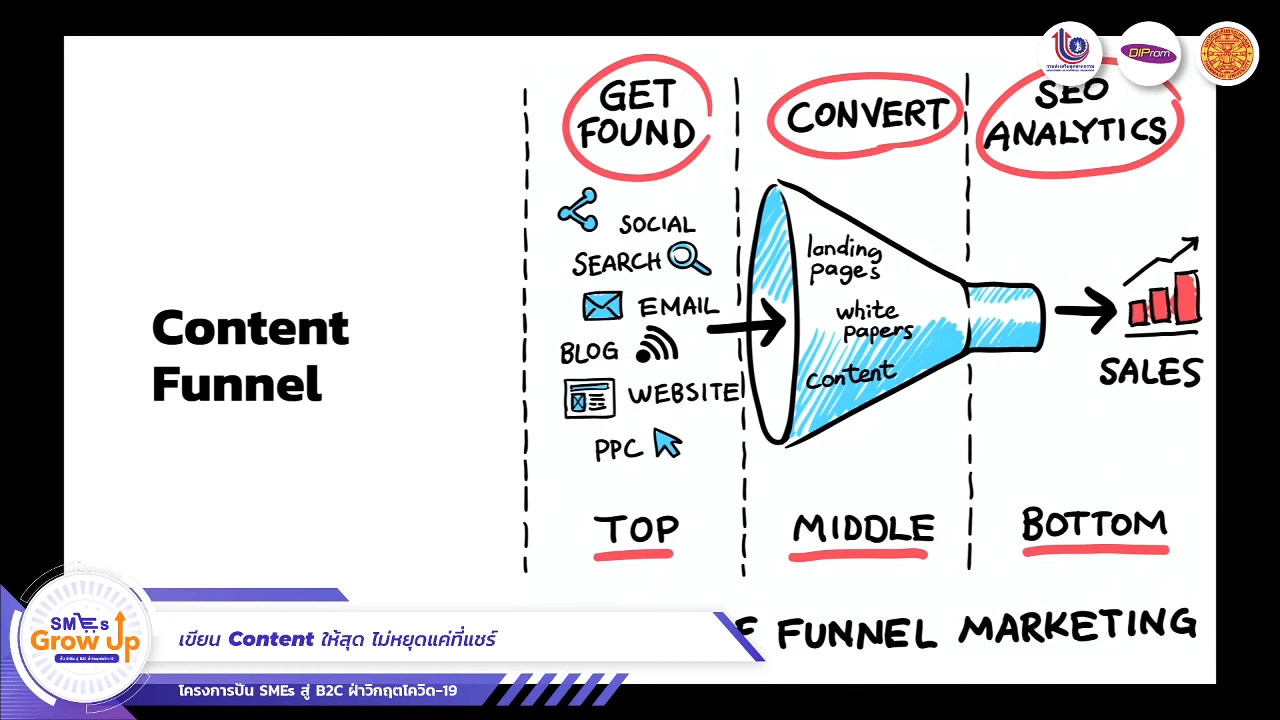 Content
Funnel
GET
FOUND
SOCIAL
SEARCH
EMAIL
BLOG
WEBSITE
PPC
TOP
CONVERT
landing
pages
white
papers
content
MIDDLE
SEO
ANALYTICS
SALES
BOTTOM
F FUNNEL MARKETING
DIProm
SMEs
Grow Up
เขียน Content ให้สุด ไม่หยุดแค่ที่แชร์
โครงการปั้น SMEs สู่ B2C ฝ่าวิกฤตโควิด-19